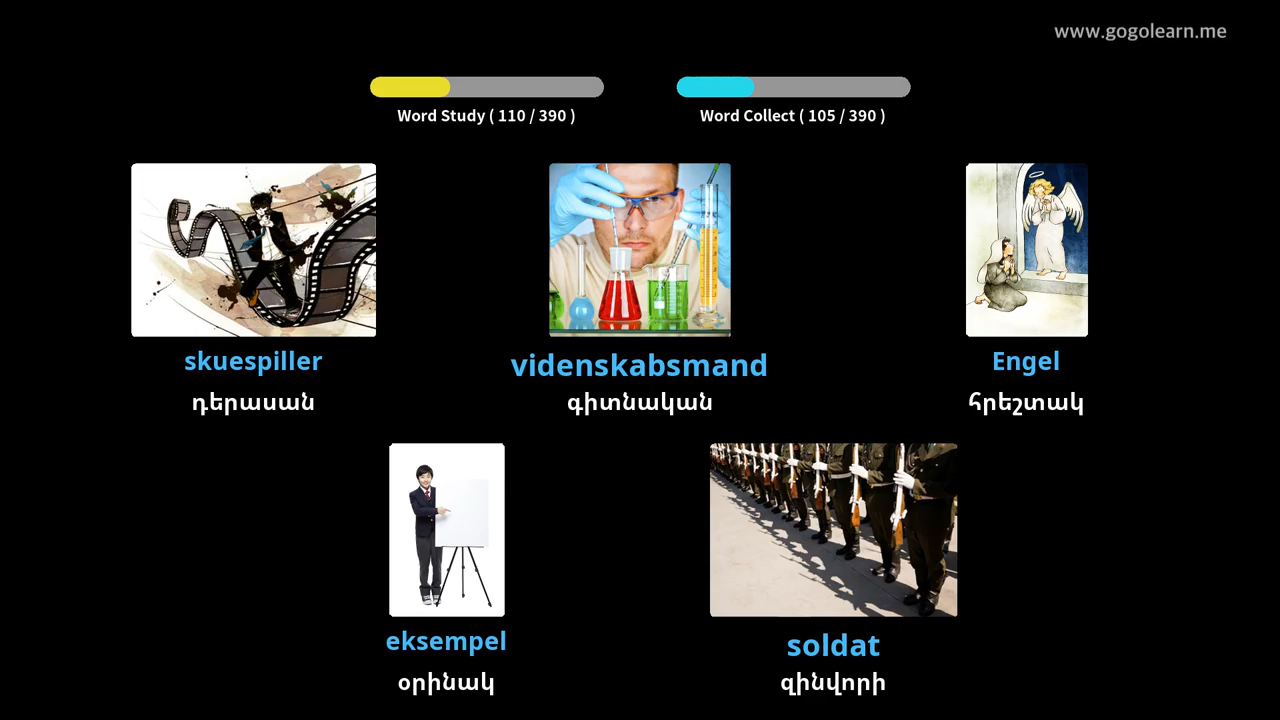 www.gogolearn.me
Word Study ( 110 / 390 )
Word Collect ( 105 / 390 )
skuespiller
videnskabsmand
Engel
դերասան
գիտնական
հրեշտակ
eksempel
soldat
օրինակ
զինվորի